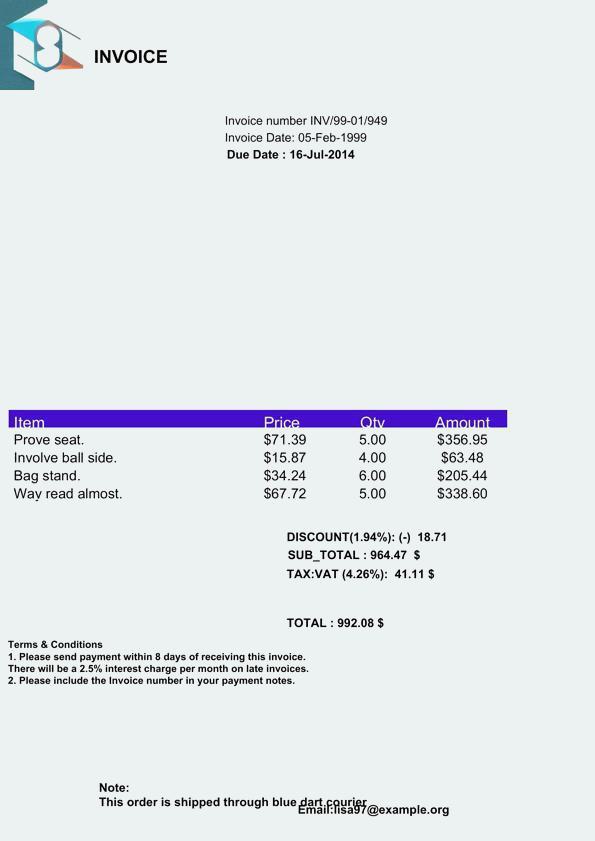 INVOICE
Invoice number INV/99-01/949
Invoice Date: 05-Feb-1999
Due Date : 16-Jul-2014
Item Price Qty Amount
Prove seat. $71.39 5.00 $356.95
Involve ball side. $15.87 4.00 $63.48
Bag stand. $34.24 6.00 $205.44
Way read almost. $67.72 5.00 $338.60
DISCOUNT(1.94%): (-) 18.71
SUB_TOTAL : 964.47 $
TAX:VAT (4.26%): 41.11 $
TOTAL : 992.08 $
Terms & Conditions
1. Please send payment within 8 days of receiving this invoice.
There will be a 2.5% interest charge per month on late invoices.
2. Please include the Invoice number in your payment notes.
Note:
This order is shipped through blue dart courier
Email:lisa97@example.org